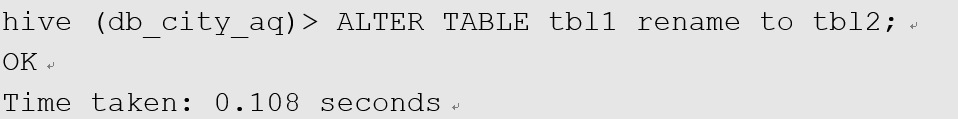 hive (db_city_aq)> ALTER TABLE tbl1 rename to tbl2;
OK
Time taken: 0.108 seconds